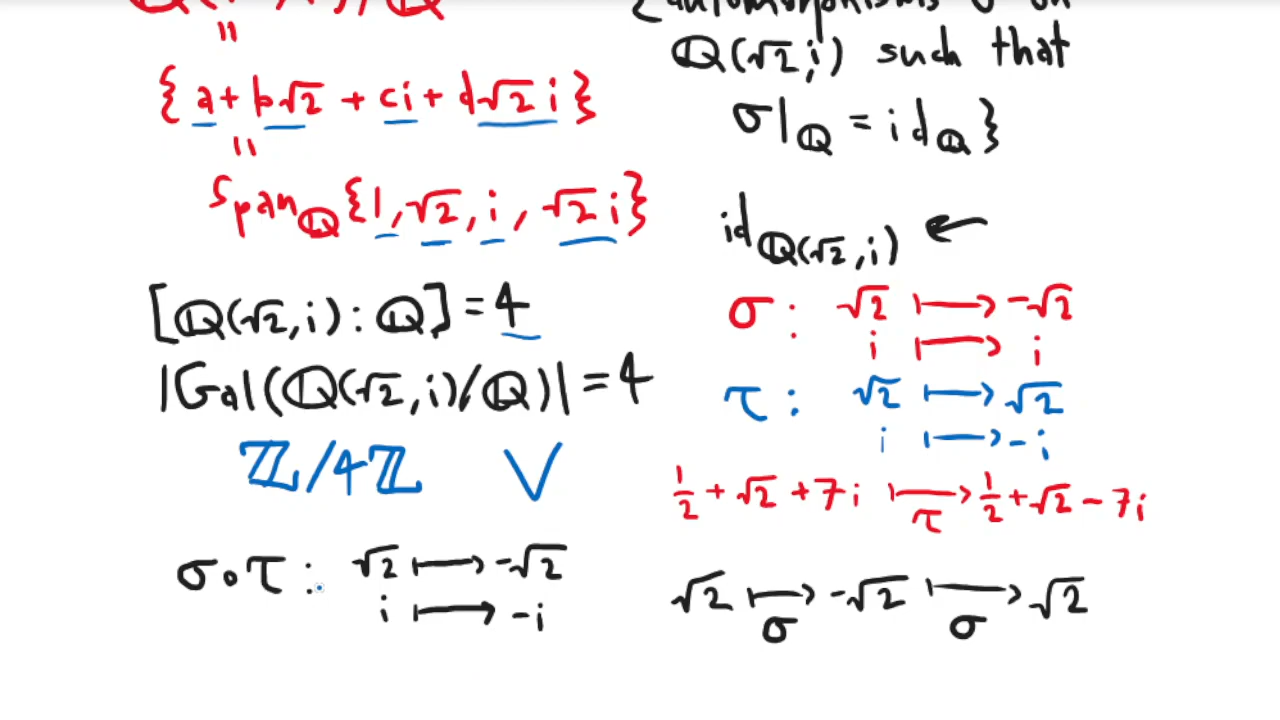 {a + b√2 + ci + d√2 i}
=
Span_ℚ{1, √2, i, √2 i}
[ℚ(√2, i) : ℚ] = 4
|Gal(ℚ(√2, i)/ℚ)| = 4
ℤ/4ℤ V
σ∘τ : √2 ⟼ -√2
i ⟼ -i
ℚ(√2, i) such that
σ|_ℚ = id_ℚ}
id_ℚ(√2, i) ←
σ : √2 ⟼ -√2
i ⟼ i
τ : √2 ⟼ √2
i ⟼ -i
1/2 + √2 + 7i ⟼_τ 1/2 + √2 - 7i
√2 ⟼_σ -√2 ⟼_σ √2